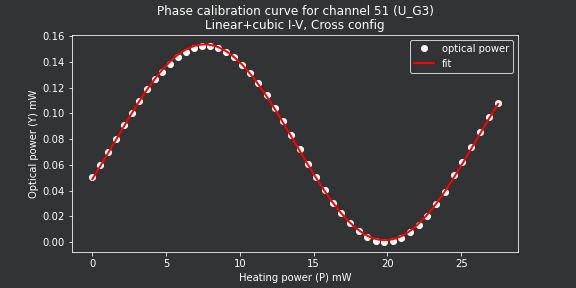 Phase calibration curve for channel 51 (U_G3)
Linear+cubic I-V, Cross config
optical power
fit
Optical power (Y) mW
0.16
0.14
0.12
0.10
0.08
0.06
0.04
0.02
0.00
0
5
10
15
20
25
Heating power (P) mW